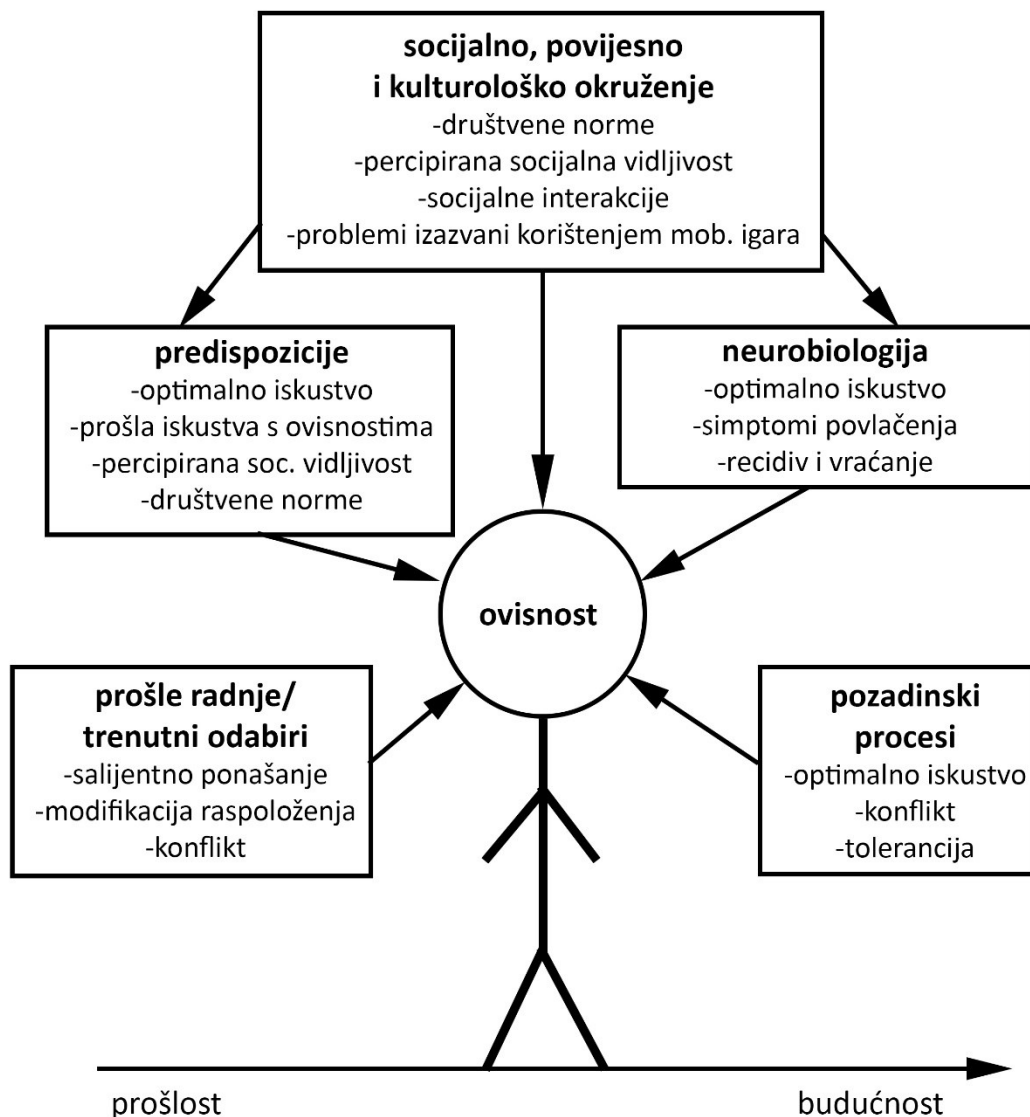 socijalno, povijesno
i kulturološko okruženje
-društvene norme
-percipirana socijalna vidljivost
-socijalne interakcije
-problemi izazvani korištenjem mob. igara
predispozicije
-optimalno iskustvo
-prošla iskustva s ovisnostima
-percipirana soc. vidljivost
-društvene norme
neurobiologija
-optimalno iskustvo
-simptomi povlačenja
-recidiv i vraćanje
ovisnost
prošle radnje/
trenutni odabiri
-salijentno ponašanje
-modifikacija raspoloženja
-konflikt
pozadinski
procesi
-optimalno iskustvo
-konflikt
-tolerancija
prošlost
budućnost